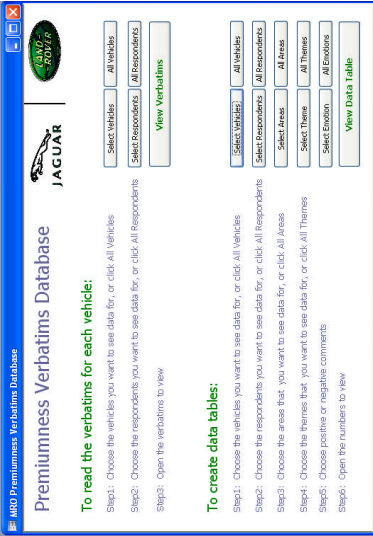 MRO Premiumness Verbatims Database
Premiumness Verbatims Database
JAGUAR
LAND-
ROVER
To read the verbatims for each vehicle:
Step1: Choose the vehicles you want to see data for, or click All Vehicles
Select Vehicles
All Vehicles
Step2: Choose the respondents you want to see data for, or click All Respondents
Select Respondents
All Respondents
Step3: Open the verbatims to view
View Verbatims
To create data tables:
Step1: Choose the vehicles you want to see data for, or click All Vehicles
Select Vehicles
All Vehicles
Step2: Choose the respondents you want to see data for, or click All Respondents
Select Respondents
All Respondents
Step3: Choose the areas that you want to see data for, or click All Areas
Select Areas
All Areas
Step4: Choose the themes that you want to see data for, or click All Themes
Select Theme
All Themes
Step5: Choose positive or negative comments
Select Emotion
All Emotions
Step6: Open the numbers to view
View Data Table